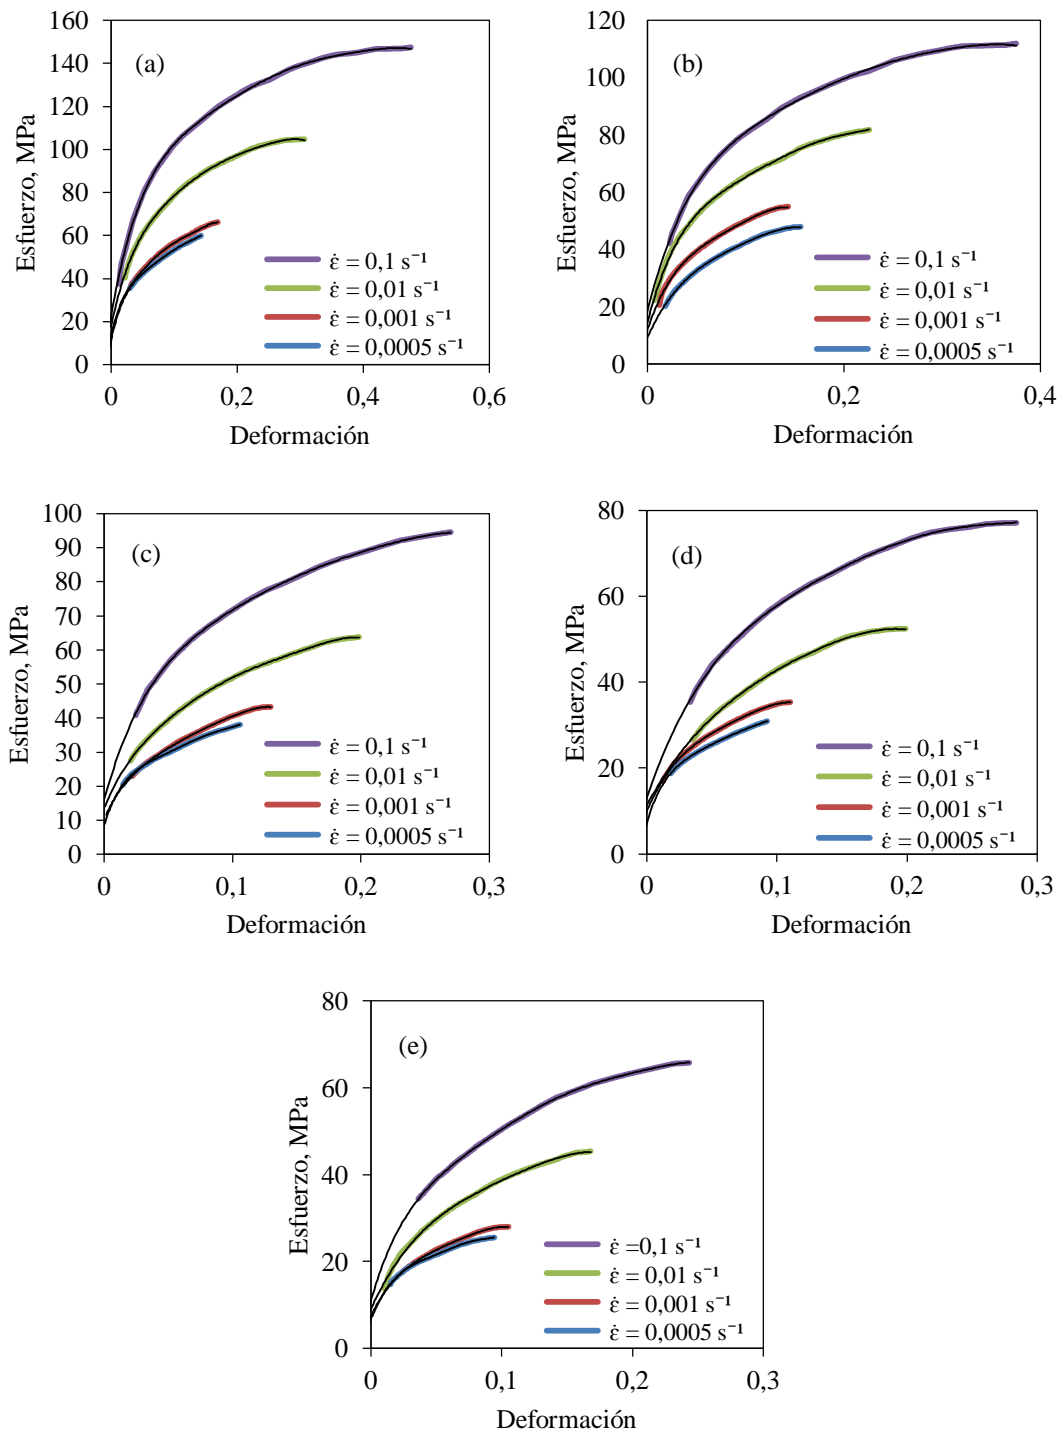 160
140
120
100
80
60
40
20
0
Esfuerzo, MPa
(a)
ε̇ = 0,1 s⁻¹
ε̇ = 0,01 s⁻¹
ε̇ = 0,001 s⁻¹
ε̇ = 0,0005 s⁻¹
0 0,2 0,4 0,6
Deformación
120
100
80
60
40
20
0
Esfuerzo, MPa
(b)
ε̇ = 0,1 s⁻¹
ε̇ = 0,01 s⁻¹
ε̇ = 0,001 s⁻¹
ε̇ = 0,0005 s⁻¹
0 0,2 0,4
Deformación
100
90
80
70
60
50
40
30
20
10
0
Esfuerzo, MPa
(c)
ε̇ = 0,1 s⁻¹
ε̇ = 0,01 s⁻¹
ε̇ = 0,001 s⁻¹
ε̇ = 0,0005 s⁻¹
0 0,1 0,2 0,3
Deformación
80
60
40
20
0
Esfuerzo, MPa
(d)
ε̇ = 0,1 s⁻¹
ε̇ = 0,01 s⁻¹
ε̇ = 0,001 s⁻¹
ε̇ = 0,0005 s⁻¹
0 0,1 0,2 0,3
Deformación
80
60
40
20
0
Esfuerzo, MPa
(e)
ε̇ =0,1 s⁻¹
ε̇ = 0,01 s⁻¹
ε̇ = 0,001 s⁻¹
ε̇ = 0,0005 s⁻¹
0 0,1 0,2 0,3
Deformación